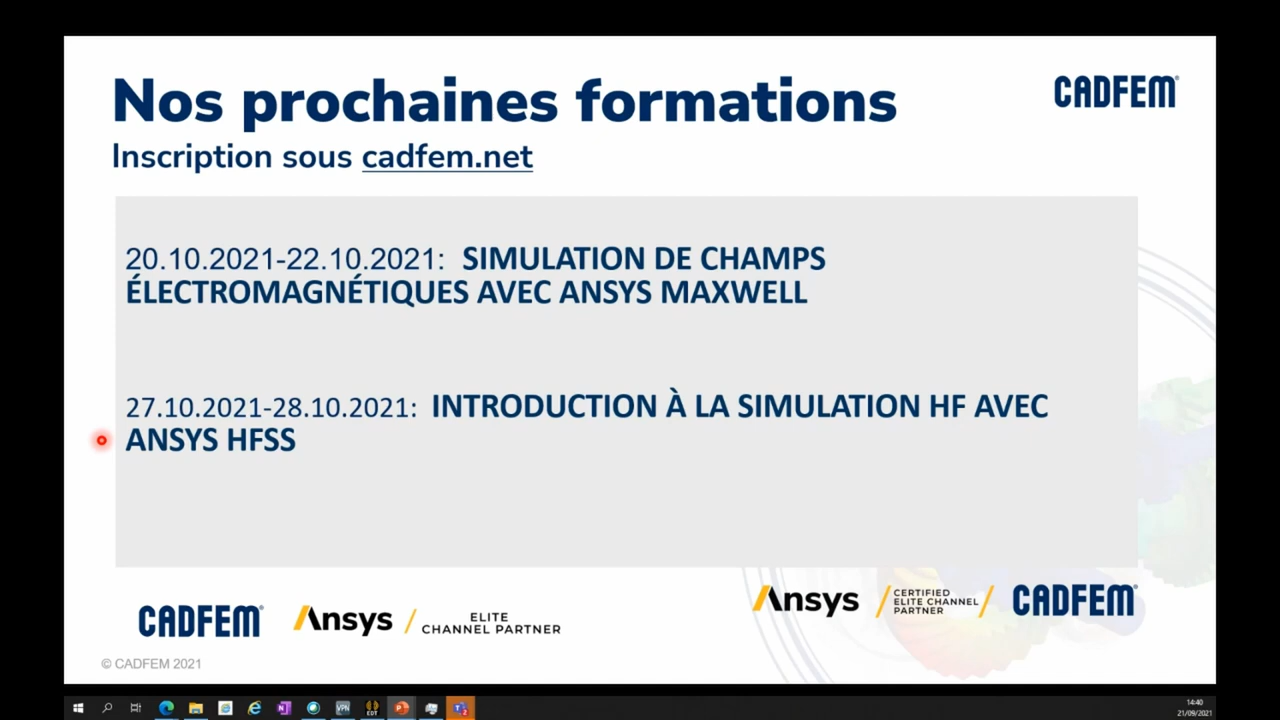 Nos prochaines formations
CADFEM®
Inscription sous cadfem.net
20.10.2021-22.10.2021: SIMULATION DE CHAMPS
ÉLECTROMAGNÉTIQUES AVEC ANSYS MAXWELL
27.10.2021-28.10.2021: INTRODUCTION À LA SIMULATION HF AVEC
ANSYS HFSS
CADFEM®
Ansys
ELITE
CHANNEL PARTNER
Ansys
CERTIFIED
ELITE CHANNEL
PARTNER
CADFEM®
© CADFEM 2021
VPN
EDT
14:40
21/09/2021